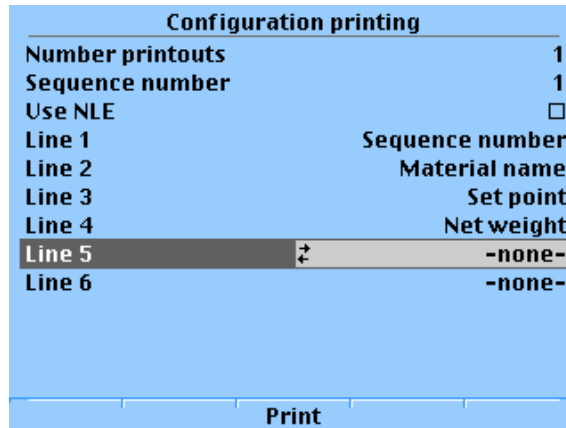 Configuration printing
Number printouts 1
Sequence number 1
Use NLE
Line 1 Sequence number
Line 2 Material name
Line 3 Set point
Line 4 Net weight
Line 5 -none-
Line 6 -none-
Print